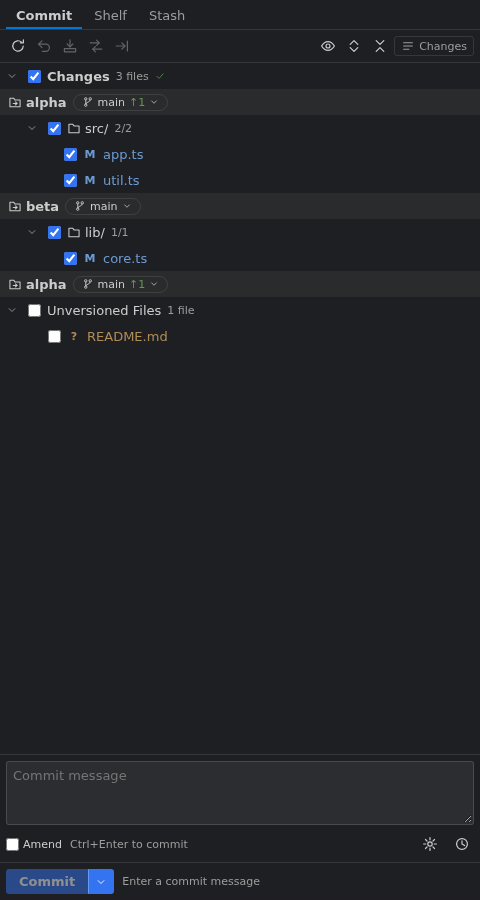 Commit Shelf Stash
Changes
Changes 3 files ✓
alpha main ↑1
src/ 2/2
M app.ts
M util.ts
beta main
lib/ 1/1
M core.ts
alpha main ↑1
Unversioned Files 1 file
? README.md
Commit message
Amend Ctrl+Enter to commit
Commit Enter a commit message